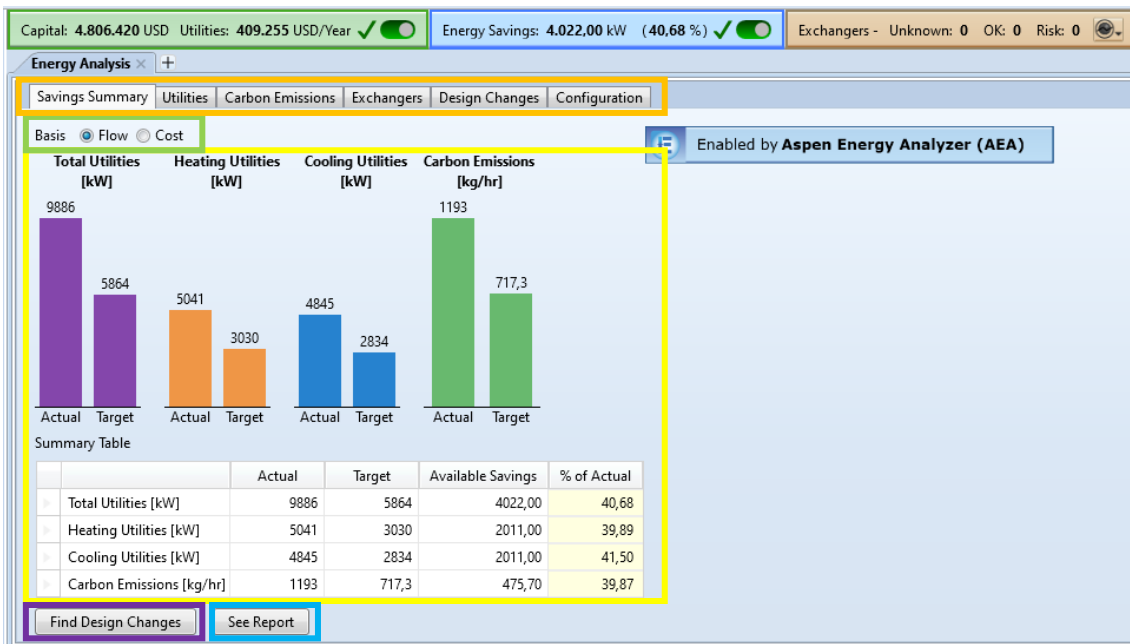 Capital: 4.806.420 USD Utilities: 409.255 USD/Year
Energy Savings: 4.022,00 kW (40,68 %)
Exchangers - Unknown: 0 OK: 0 Risk: 0
Energy Analysis × +
Savings Summary Utilities Carbon Emissions Exchangers Design Changes Configuration
Basis Flow Cost
Enabled by Aspen Energy Analyzer (AEA)
Total Utilities Heating Utilities Cooling Utilities Carbon Emissions
[kW] [kW] [kW] [kg/hr]
9886 1193
5864 717,3
5041 4845
3030 2834
Actual Target Actual Target Actual Target Actual Target
Summary Table
Actual Target Available Savings % of Actual
Total Utilities [kW] 9886 5864 4022,00 40,68
Heating Utilities [kW] 5041 3030 2011,00 39,89
Cooling Utilities [kW] 4845 2834 2011,00 41,50
Carbon Emissions [kg/hr] 1193 717,3 475,70 39,87
Find Design Changes See Report